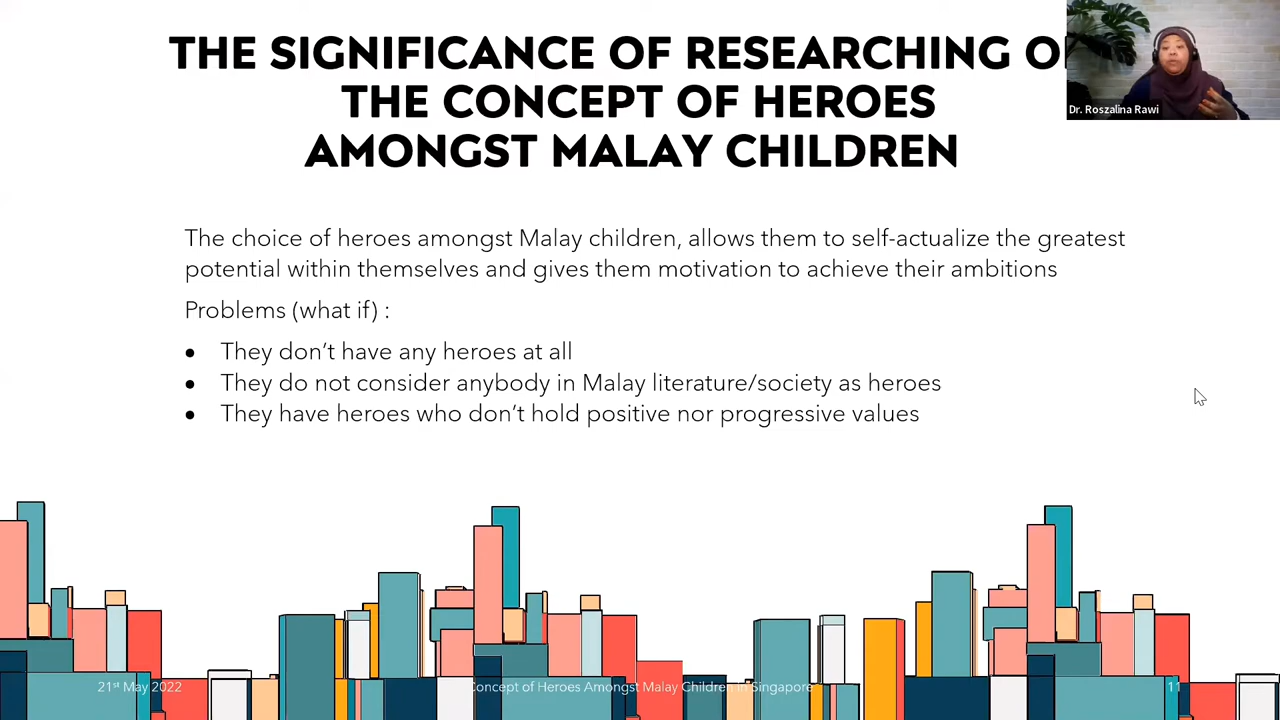 THE SIGNIFICANCE OF RESEARCHING
THE CONCEPT OF HEROES
AMONGST MALAY CHILDREN
Dr. Roszalina Rawi
The choice of heroes amongst Malay children, allows them to self-actualize the greatest
potential within themselves and gives them motivation to achieve their ambitions
Problems (what if) :
• They don't have any heroes at all
• They do not consider anybody in Malay literature/society as heroes
• They have heroes who don't hold positive nor progressive values
21st May 2022
Concept of Heroes Amongst Malay Children in Singapore
11